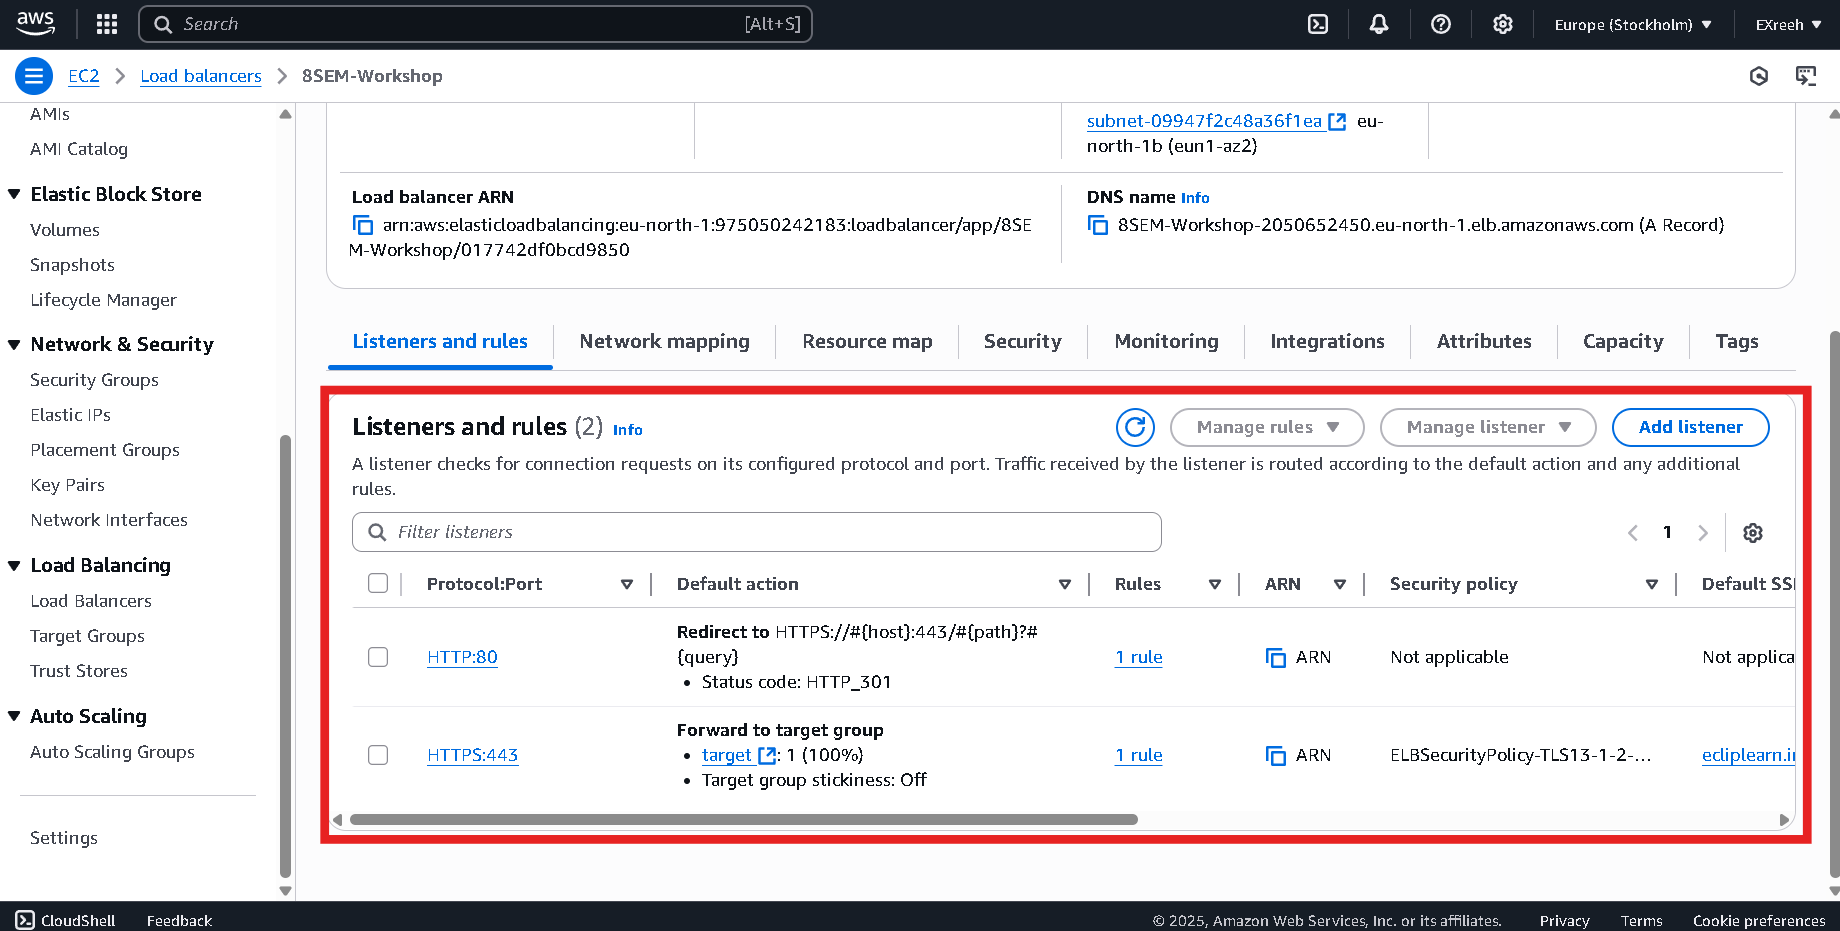 aws
Search
[Alt+S]
Europe (Stockholm)
EXreeh
EC2
Load balancers
8SEM-Workshop
AMIs
AMI Catalog
Elastic Block Store
Volumes
Snapshots
Lifecycle Manager
Network & Security
Security Groups
Elastic IPs
Placement Groups
Key Pairs
Network Interfaces
Load Balancing
Load Balancers
Target Groups
Trust Stores
Auto Scaling
Auto Scaling Groups
Settings
subnet-09947f2c48a36f1ea eu-
north-1b (eun1-az2)
Load balancer ARN
arn:aws:elasticloadbalancing:eu-north-1:975050242183:loadbalancer/app/8SE
M-Workshop/017742df0bcd9850
DNS name Info
8SEM-Workshop-2050652450.eu-north-1.elb.amazonaws.com (A Record)
Listeners and rules
Network mapping
Resource map
Security
Monitoring
Integrations
Attributes
Capacity
Tags
Listeners and rules (2) Info
Manage rules
Manage listener
Add listener
A listener checks for connection requests on its configured protocol and port. Traffic received by the listener is routed according to the default action and any additional
rules.
Filter listeners
1
Protocol:Port
Default action
Rules
ARN
Security policy
Default SSL
HTTP:80
Redirect to HTTPS://#{host}:443/#{path}?#
{query}
• Status code: HTTP_301
1 rule
ARN
Not applicable
Not applica
HTTPS:443
Forward to target group
• target : 1 (100%)
• Target group stickiness: Off
1 rule
ARN
ELBSecurityPolicy-TLS13-1-2-...
ecliplearn.in
CloudShell
Feedback
© 2025, Amazon Web Services, Inc. or its affiliates.
Privacy
Terms
Cookie preferences